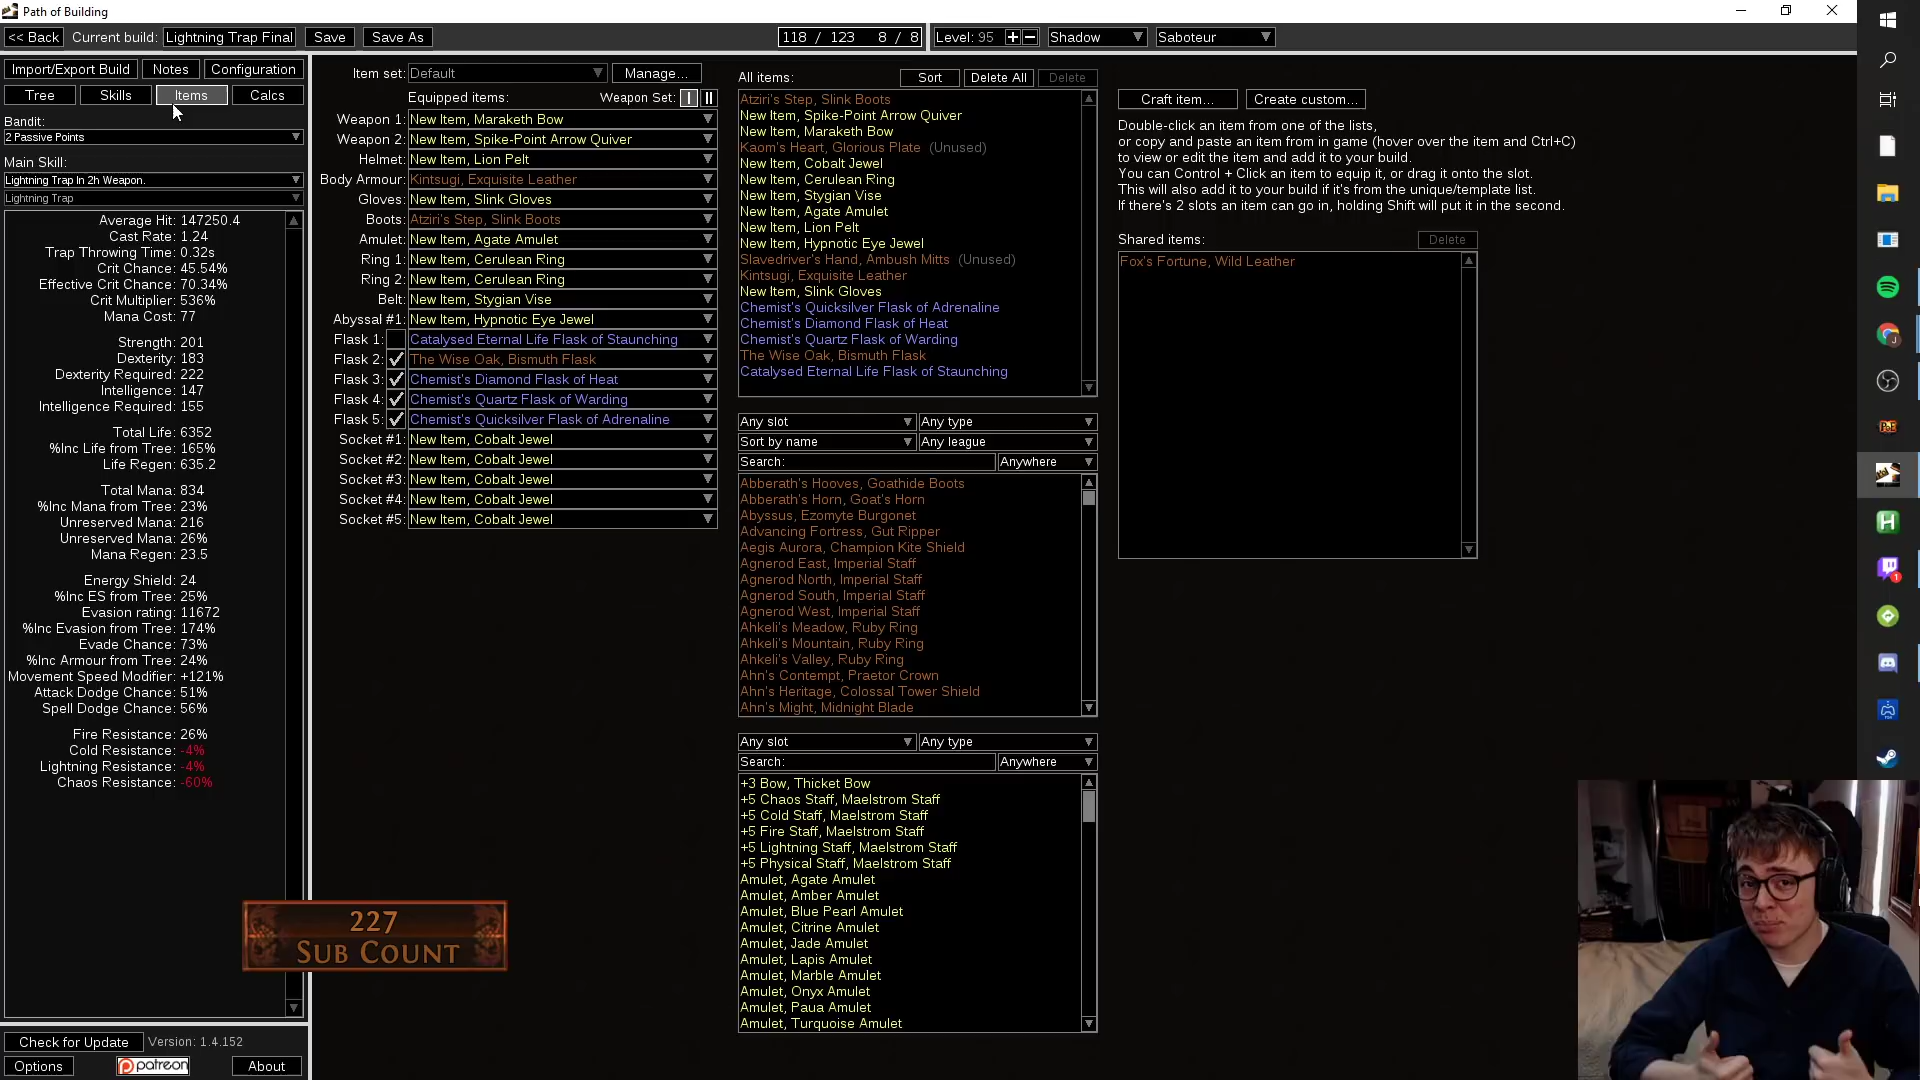 Path of Building
<< Back
Current build: Lightning Trap Final
Save
Save As
118 / 123 8 / 8
Level: 95
Shadow
Saboteur
Import/Export Build
Notes
Configuration
Tree
Skills
Items
Calcs
Bandit:
2 Passive Points
Main Skill:
Lightning Trap In 2h Weapon.
Lightning Trap
Average Hit: 147250.4
Cast Rate: 1.24
Trap Throwing Time: 0.32s
Crit Chance: 45.54%
Effective Crit Chance: 70.34%
Crit Multiplier: 536%
Mana Cost: 77
Strength: 201
Dexterity: 183
Dexterity Required: 222
Intelligence: 147
Intelligence Required: 155
Total Life: 6352
%Inc Life from Tree: 165%
Life Regen: 635.2
Total Mana: 834
%Inc Mana from Tree: 23%
Unreserved Mana: 216
Unreserved Mana: 26%
Mana Regen: 23.5
Energy Shield: 24
%Inc ES from Tree: 25%
Evasion rating: 11672
%Inc Evasion from Tree: 174%
Evade Chance: 73%
%Inc Armour from Tree: 24%
Movement Speed Modifier: +121%
Attack Dodge Chance: 51%
Spell Dodge Chance: 56%
Fire Resistance: 26%
Cold Resistance: -4%
Lightning Resistance: -4%
Chaos Resistance: -60%
Check for Update
Version: 1.4.152
Options
patreon
About
Item set: Default
Manage...
Equipped items:
Weapon Set: I II
Weapon 1: New Item, Maraketh Bow
Weapon 2: New Item, Spike-Point Arrow Quiver
Helmet: New Item, Lion Pelt
Body Armour: Kintsugi, Exquisite Leather
Gloves: New Item, Slink Gloves
Boots: Atziri's Step, Slink Boots
Amulet: New Item, Agate Amulet
Ring 1: New Item, Cerulean Ring
Ring 2: New Item, Cerulean Ring
Belt: New Item, Stygian Vise
Abyssal #1: New Item, Hypnotic Eye Jewel
Flask 1: Catalysed Eternal Life Flask of Staunching
Flask 2: The Wise Oak, Bismuth Flask
Flask 3: Chemist's Diamond Flask of Heat
Flask 4: Chemist's Quartz Flask of Warding
Flask 5: Chemist's Quicksilver Flask of Adrenaline
Socket #1: New Item, Cobalt Jewel
Socket #2: New Item, Cobalt Jewel
Socket #3: New Item, Cobalt Jewel
Socket #4: New Item, Cobalt Jewel
Socket #5: New Item, Cobalt Jewel
227
Sub Count
All items:
Sort
Delete All
Delete
Atziri's Step, Slink Boots
New Item, Spike-Point Arrow Quiver
New Item, Maraketh Bow
Kaom's Heart, Glorious Plate (Unused)
New Item, Cobalt Jewel
New Item, Cerulean Ring
New Item, Stygian Vise
New Item, Agate Amulet
New Item, Lion Pelt
New Item, Hypnotic Eye Jewel
Slavedriver's Hand, Ambush Mitts (Unused)
Kintsugi, Exquisite Leather
New Item, Slink Gloves
Chemist's Quicksilver Flask of Adrenaline
Chemist's Diamond Flask of Heat
Chemist's Quartz Flask of Warding
The Wise Oak, Bismuth Flask
Catalysed Eternal Life Flask of Staunching
Any slot
Any type
Sort by name
Any league
Search:
Anywhere
Abberath's Hooves, Goathide Boots
Abberath's Horn, Goat's Horn
Abyssus, Ezomyte Burgonet
Advancing Fortress, Gut Ripper
Aegis Aurora, Champion Kite Shield
Agnerod East, Imperial Staff
Agnerod North, Imperial Staff
Agnerod South, Imperial Staff
Agnerod West, Imperial Staff
Ahkeli's Meadow, Ruby Ring
Ahkeli's Mountain, Ruby Ring
Ahkeli's Valley, Ruby Ring
Ahn's Contempt, Praetor Crown
Ahn's Heritage, Colossal Tower Shield
Ahn's Might, Midnight Blade
Any slot
Any type
Search:
Anywhere
+3 Bow, Thicket Bow
+5 Chaos Staff, Maelstrom Staff
+5 Cold Staff, Maelstrom Staff
+5 Fire Staff, Maelstrom Staff
+5 Lightning Staff, Maelstrom Staff
+5 Physical Staff, Maelstrom Staff
Amulet, Agate Amulet
Amulet, Amber Amulet
Amulet, Blue Pearl Amulet
Amulet, Citrine Amulet
Amulet, Jade Amulet
Amulet, Lapis Amulet
Amulet, Marble Amulet
Amulet, Onyx Amulet
Amulet, Paua Amulet
Amulet, Turquoise Amulet
Craft item...
Create custom...
Double-click an item from one of the lists,
or copy and paste an item from in game (hover over the item and Ctrl+C)
to view or edit the item and add it to your build.
You can Control + Click an item to equip it, or drag it onto the slot.
This will also add it to your build if it's from the unique/template list.
If there's 2 slots an item can go in, holding Shift will put it in the second.
Shared items:
Delete
Fox's Fortune, Wild Leather
J
PoE
H
1